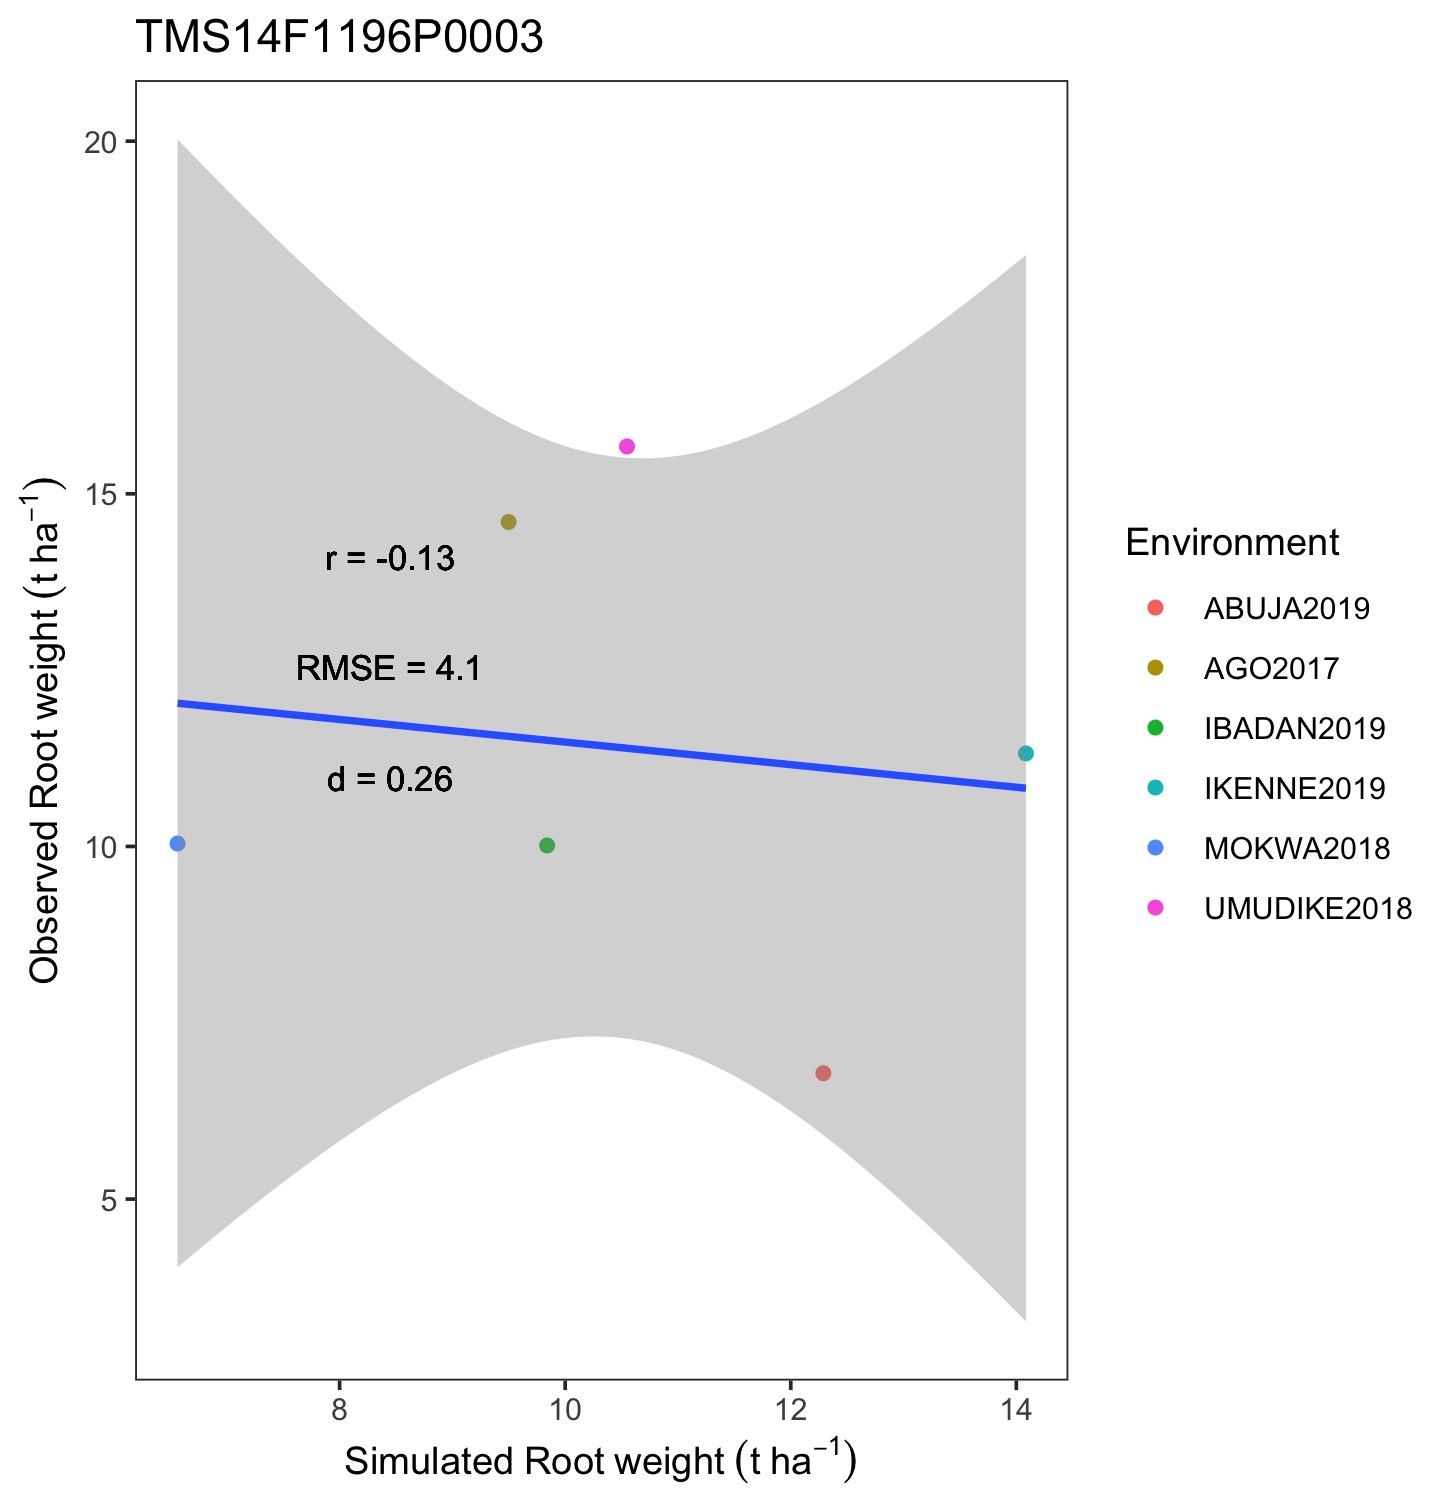 TMS14F1196P0003
20
15
10
5
Observed Root weight (t ha⁻¹)
r = -0.13
RMSE = 4.1
d = 0.26
8 10 12 14
Simulated Root weight (t ha⁻¹)
Environment
ABUJA2019
AGO2017
IBADAN2019
IKENNE2019
MOKWA2018
UMUDIKE2018